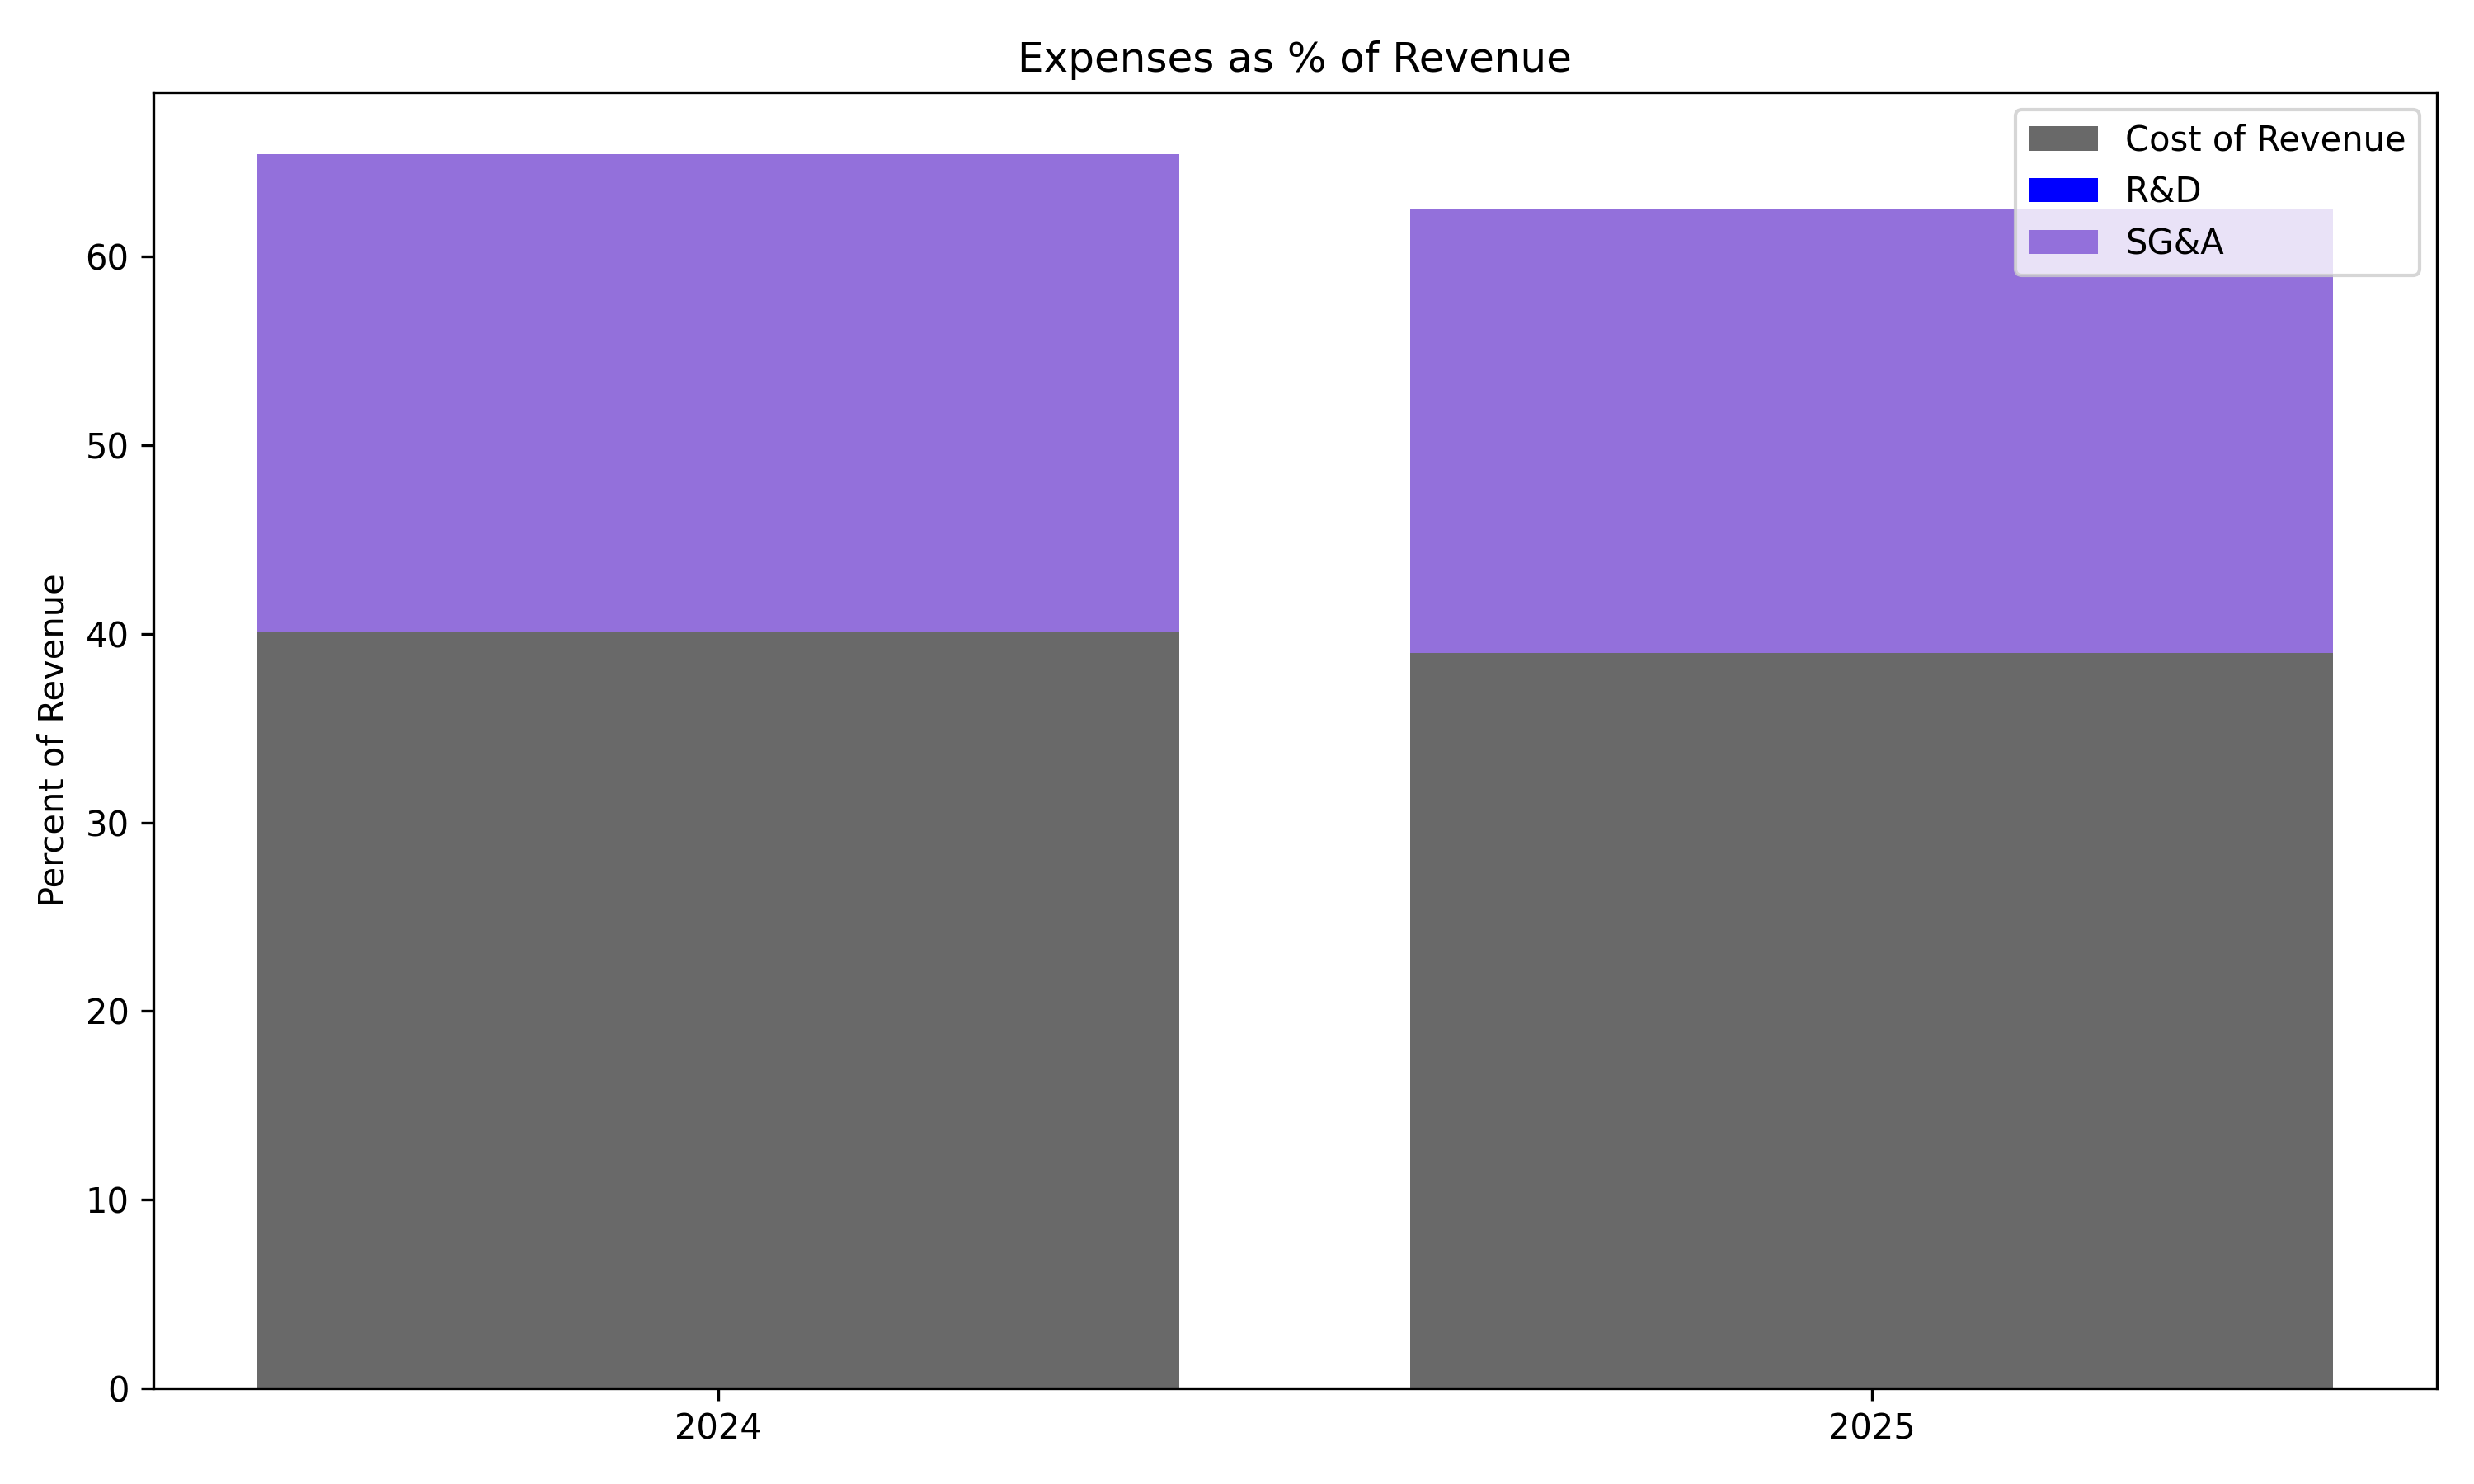 Expenses as % of Revenue
Cost of Revenue
R&D
SG&A
Percent of Revenue
60
50
40
30
20
10
0
2024
2025